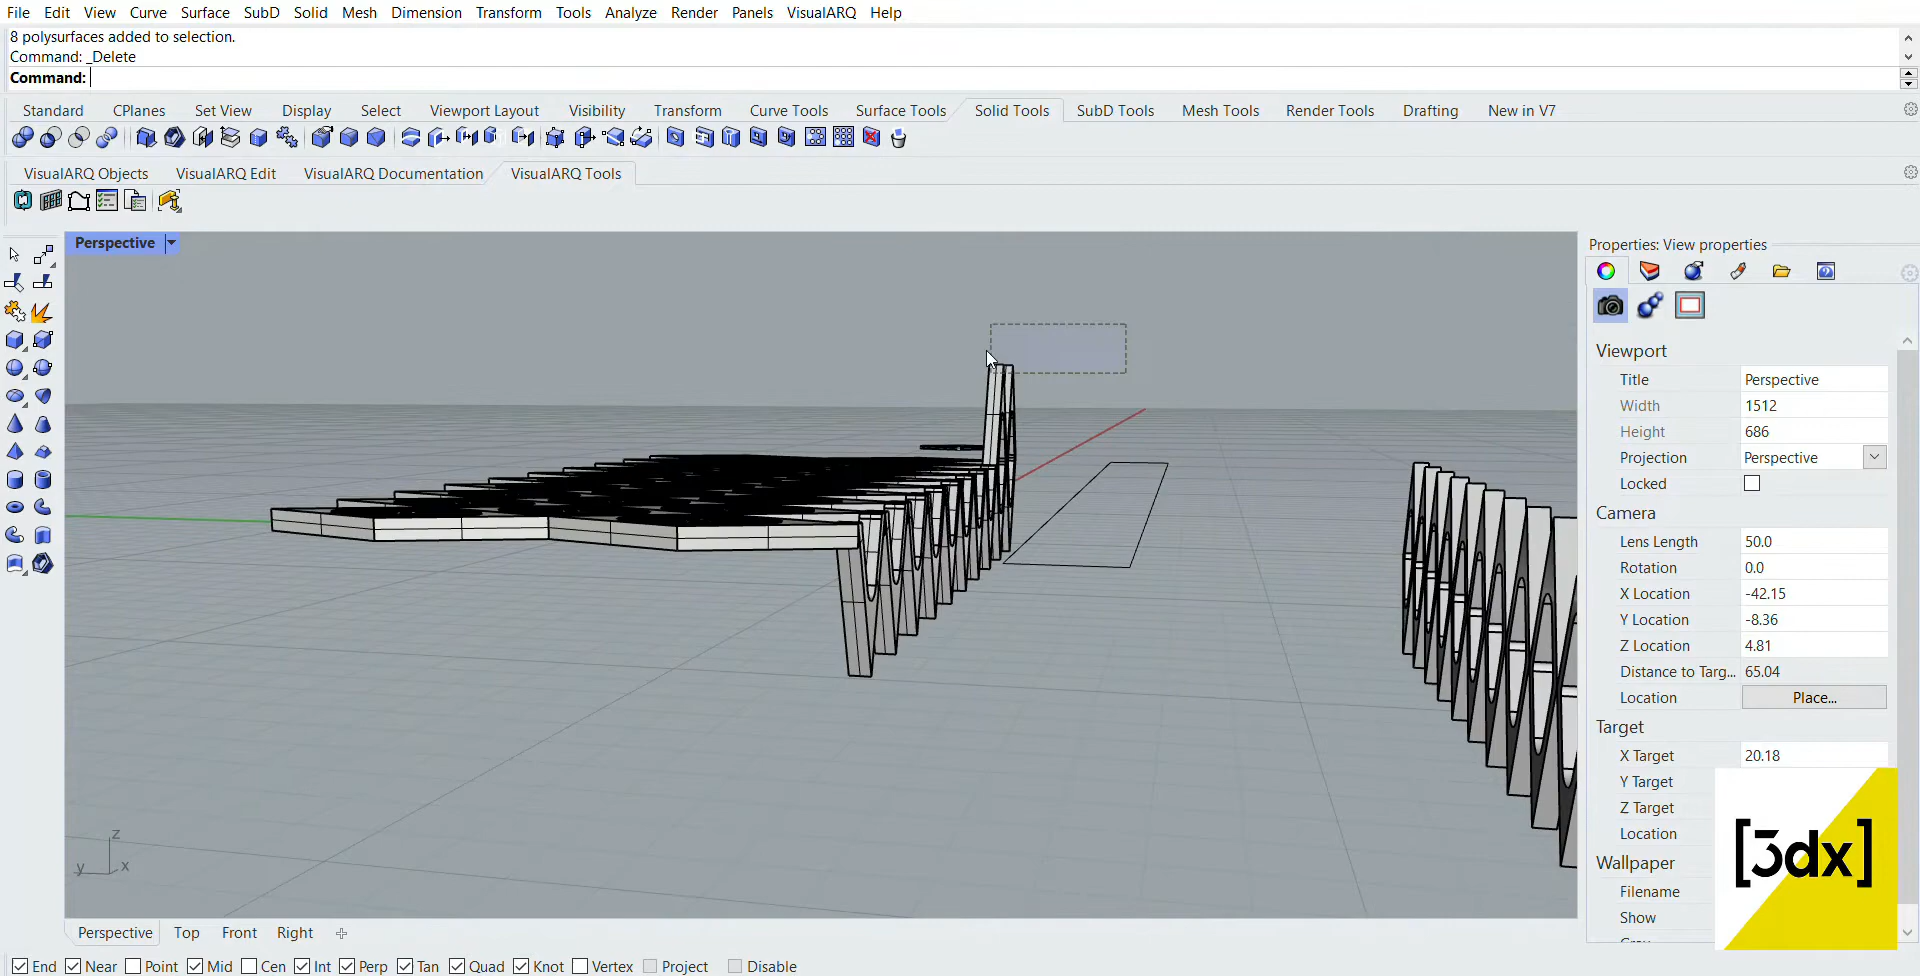 File Edit View Curve Surface SubD Solid Mesh Dimension Transform Tools Analyze Render Panels VisualARQ Help
8 polysurfaces added to selection.
Command: _Delete
Command:
Standard CPlanes Set View Display Select Viewport Layout Visibility Transform Curve Tools Surface Tools Solid Tools SubD Tools Mesh Tools Render Tools Drafting New in V7
VisualARQ Objects VisualARQ Edit VisualARQ Documentation VisualARQ Tools
Perspective
Properties: View properties
Viewport
Title Perspective
Width 1512
Height 686
Projection Perspective
Locked
Camera
Lens Length 50.0
Rotation 0.0
X Location -42.15
Y Location -8.36
Z Location 4.81
Distance to Targ... 65.04
Location Place...
Target
X Target 20.18
Y Target
Z Target
Location
Wallpaper
Filename
Show
[3dx]
z
y x
Perspective Top Front Right
End Near Point Mid Cen Int Perp Tan Quad Knot Vertex Project Disable